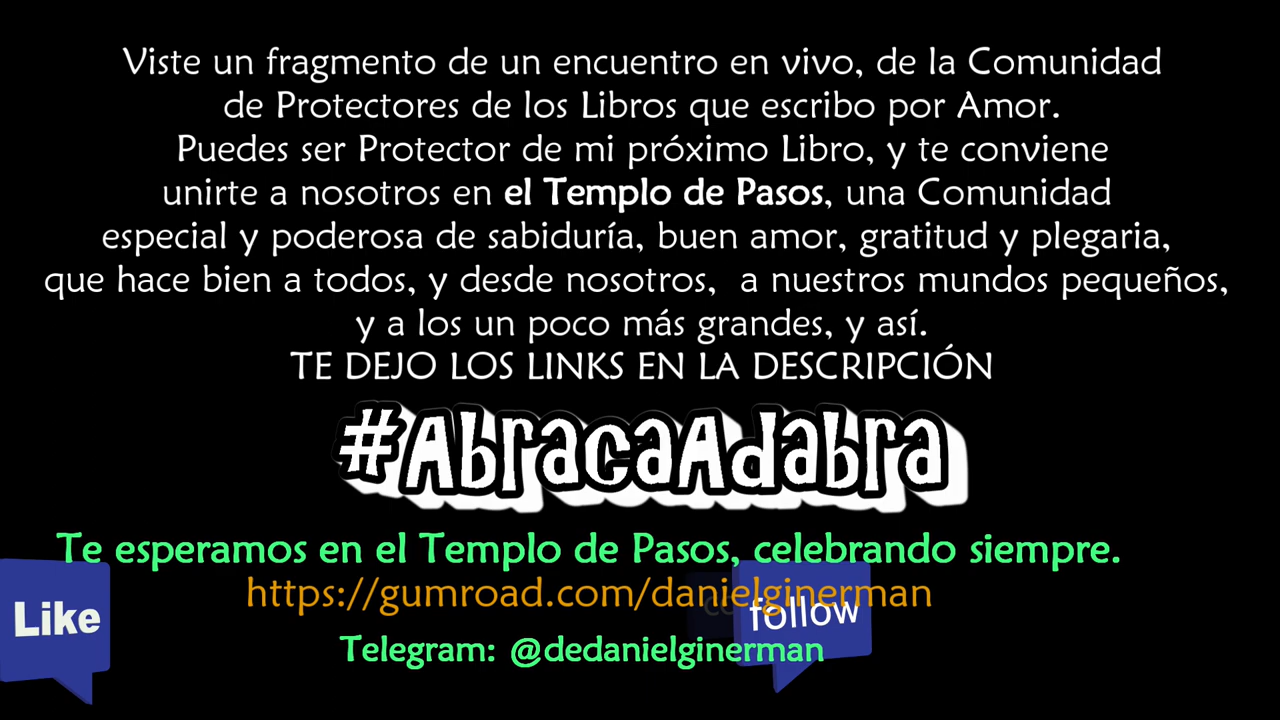 Viste un fragmento de un encuentro en vivo, de la Comunidad
de Protectores de los Libros que escribo por Amor.
Puedes ser Protector de mi próximo Libro, y te conviene
unirte a nosotros en el Templo de Pasos, una Comunidad
especial y poderosa de sabiduría, buen amor, gratitud y plegaria,
que hace bien a todos, y desde nosotros, a nuestros mundos pequeños,
y a los un poco más grandes, y así.
TE DEJO LOS LINKS EN LA DESCRIPCIÓN
#AbracaAdabra
Te esperamos en el Templo de Pasos, celebrando siempre.
https://gumroad.com/danielginerman
Like
follow
Telegram: @dedanielginerman